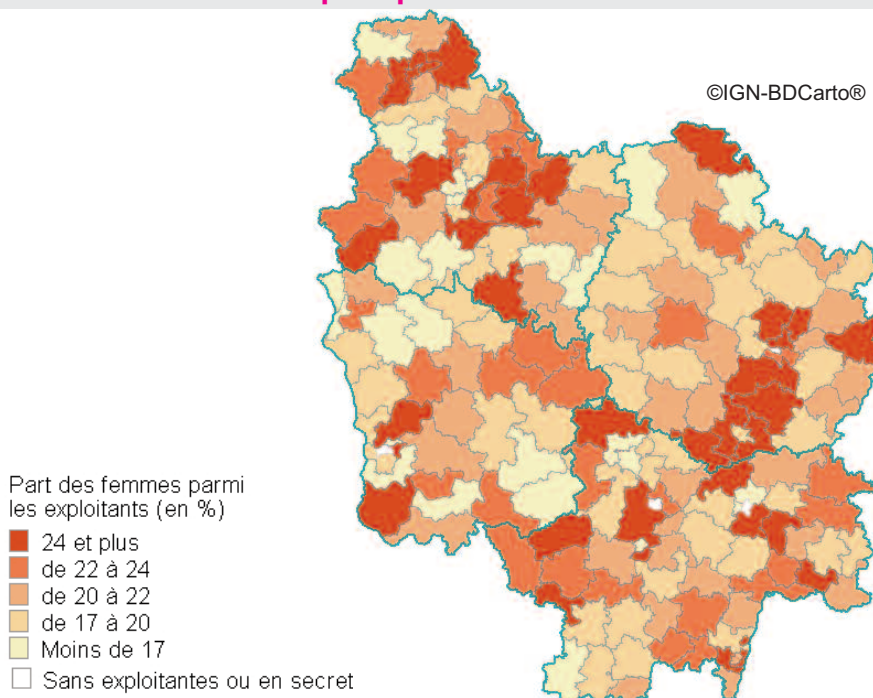 ©IGN-BDCarto®
Part des femmes parmi
les exploitants (en %)
24 et plus
de 22 à 24
de 20 à 22
de 17 à 20
Moins de 17
Sans exploitantes ou en secret